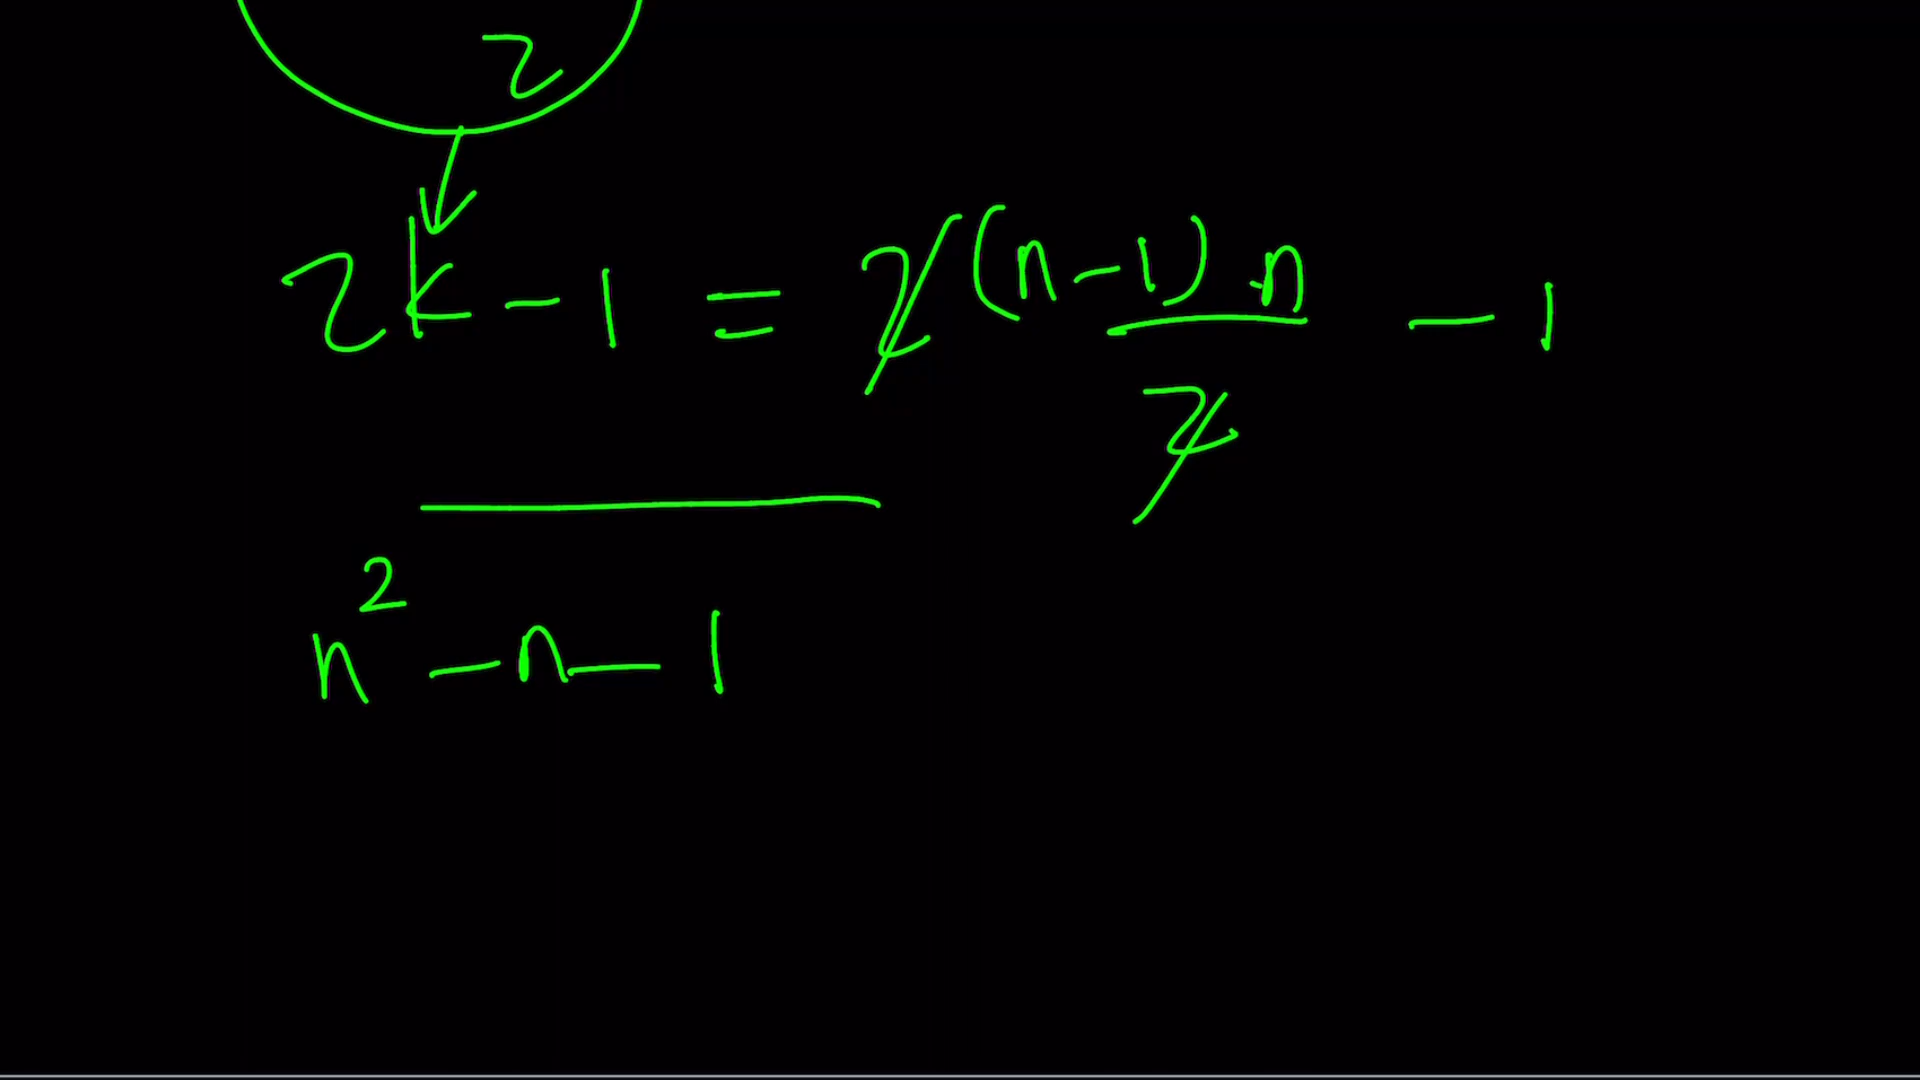 2
2k - 1 = 2 (n-1)·n / 2 - 1
n² - n - 1